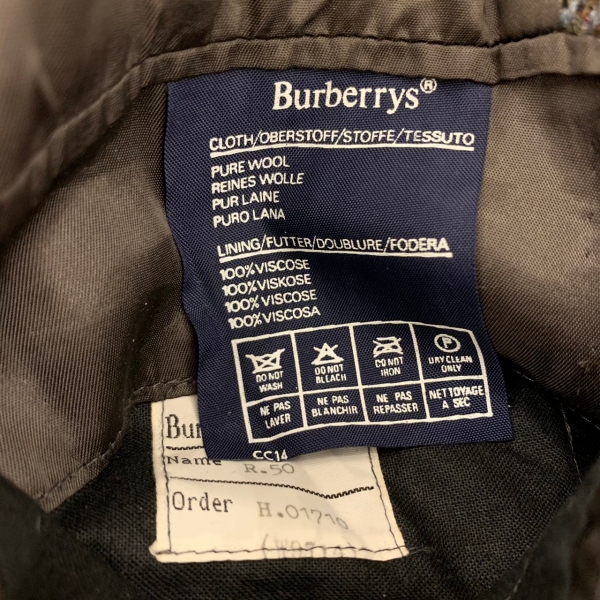 Burberrys®
CLOTH/OBERSTOFF/STOFFE/TESSUTO
PURE WOOL
REINES WOLLE
PUR LAINE
PURO LANA
LINING/FUTTER/DOUBLURE/FODERA
100% VISCOSE
100% VISKOSE
100% VISCOSE
100% VISCOSA
DO NOT WASH
DO NOT BLEACH
DO NOT IRON
P
DRY CLEAN ONLY
NE PAS LAVER
NE PAS BLANCHIR
NE PAS REPASSER
NETTOYAGE A SEC
CC14
Bur
Name R.50
Order H.01710